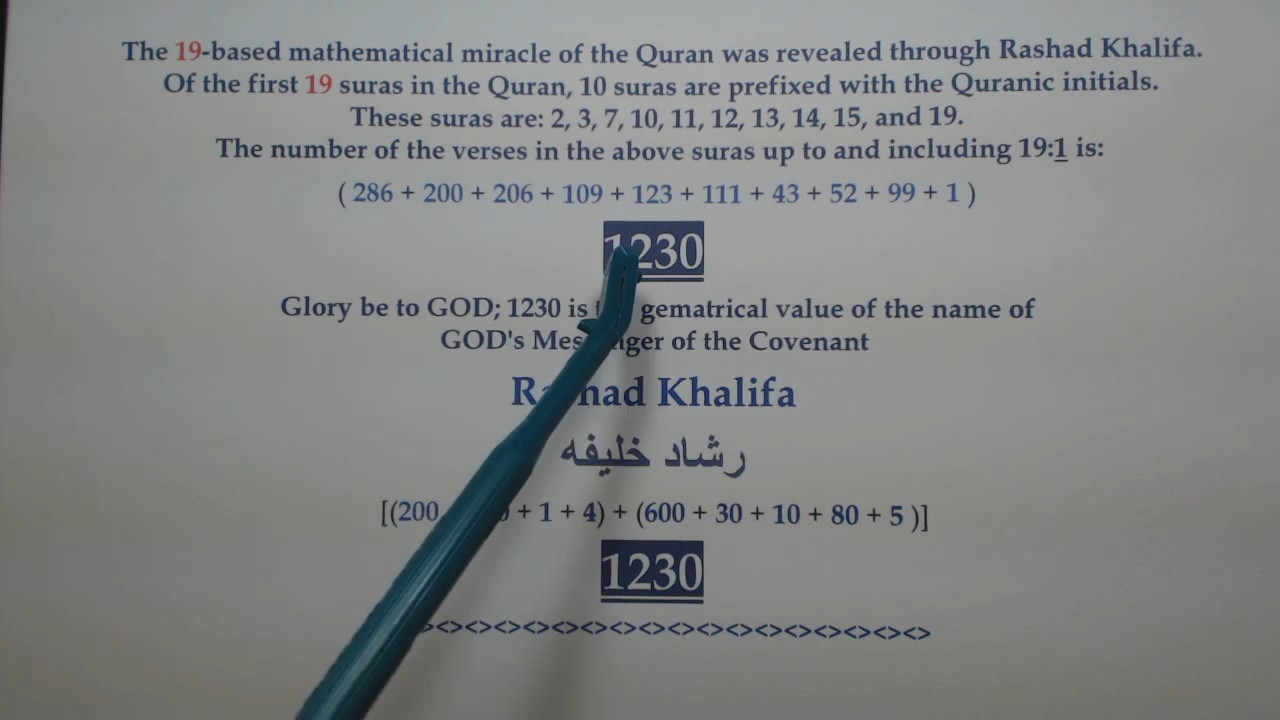 The 19-based mathematical miracle of the Quran was revealed through Rashad Khalifa.
Of the first 19 suras in the Quran, 10 suras are prefixed with the Quranic initials.
These suras are: 2, 3, 7, 10, 11, 12, 13, 14, 15, and 19.
The number of the verses in the above suras up to and including 19:1 is:
( 286 + 200 + 206 + 109 + 123 + 111 + 43 + 52 + 99 + 1 )
1230
Glory be to GOD; 1230 is gematrical value of the name of
GOD's Messenger of the Covenant
Rashad Khalifa
رشاد خليفه
[(200 + 1 + 4) + (600 + 30 + 10 + 80 + 5 )]
1230
<><><><><><><><><><><><><><><><><>